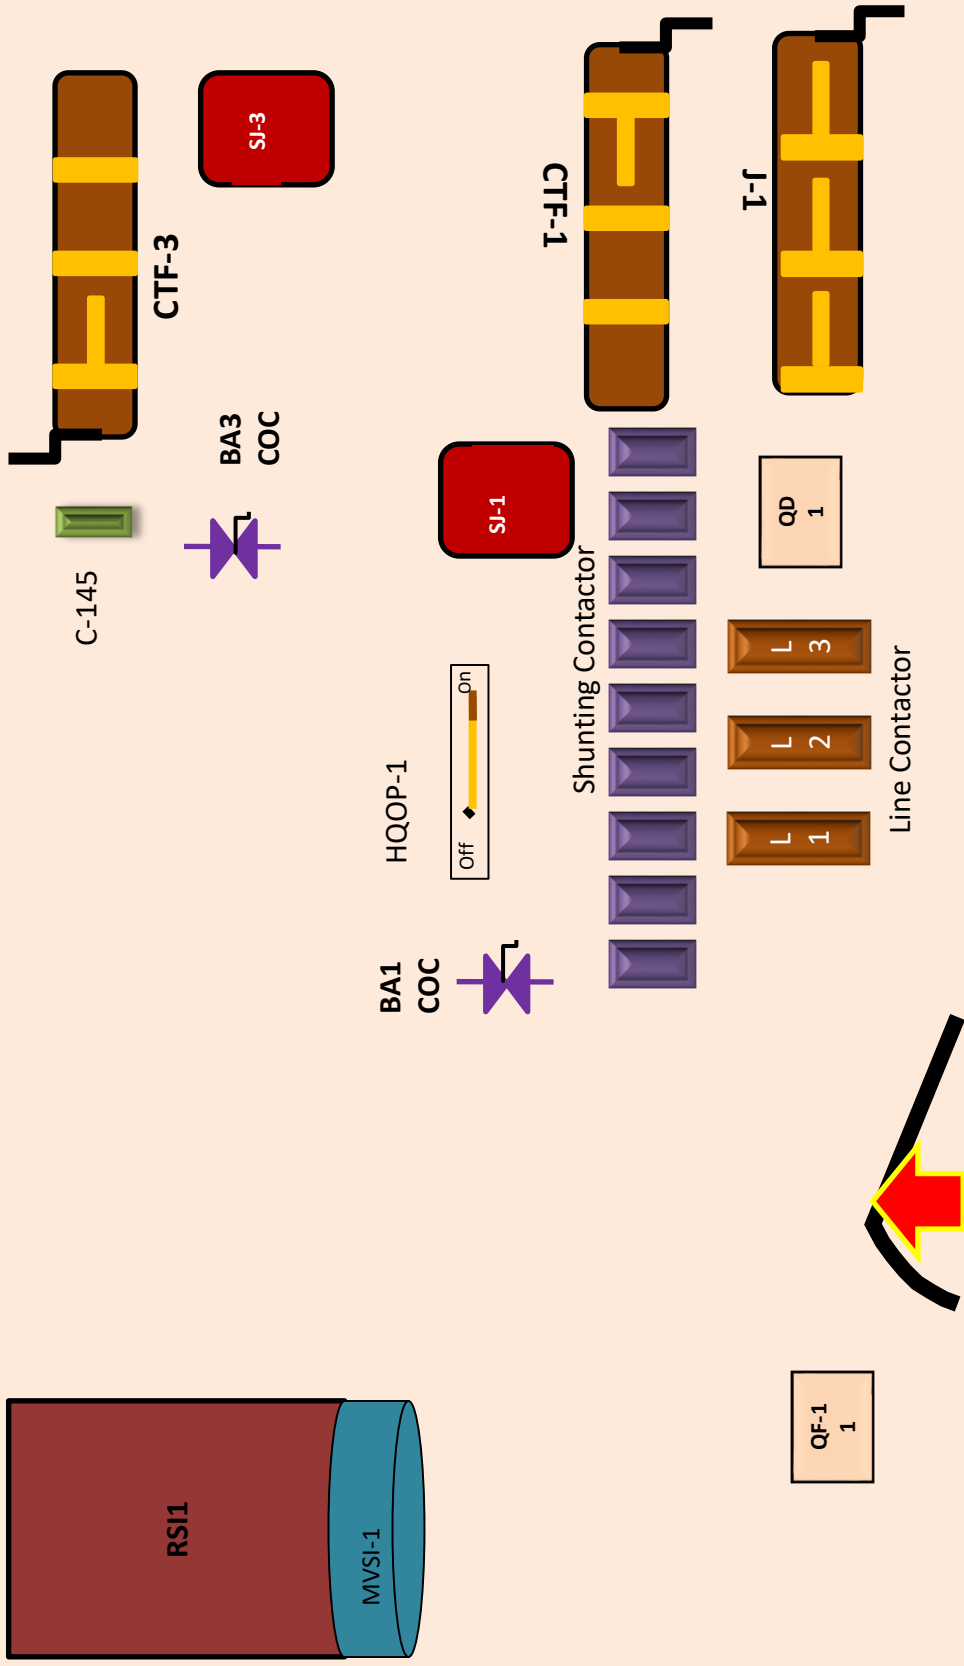 RSI1
MVSI-1
C-145
BA3
COC
CTF-3
SJ-3
BA1
COC
HQOP-1
Off
On
SJ-1
Shunting Contactor
CTF-1
J-1
QF-1
1
L
1
L
2
L
3
Line Contactor
QD
1